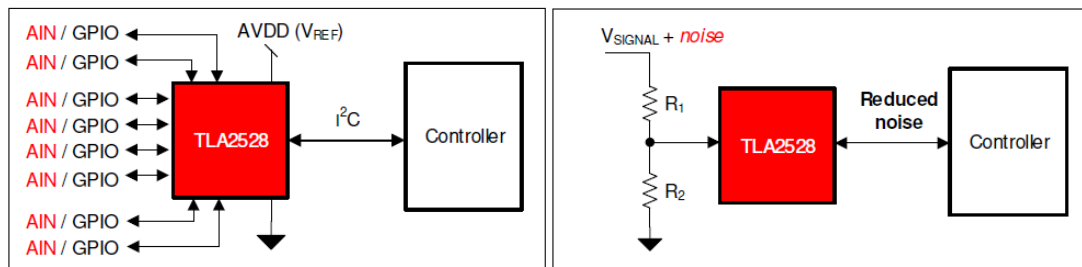 AIN / GPIO
AIN / GPIO
AIN / GPIO
AIN / GPIO
AIN / GPIO
AIN / GPIO
AIN / GPIO
AIN / GPIO
AVDD (VREF)
TLA2528
I²C
Controller
VSIGNAL + noise
R1
R2
TLA2528
Reduced
noise
Controller